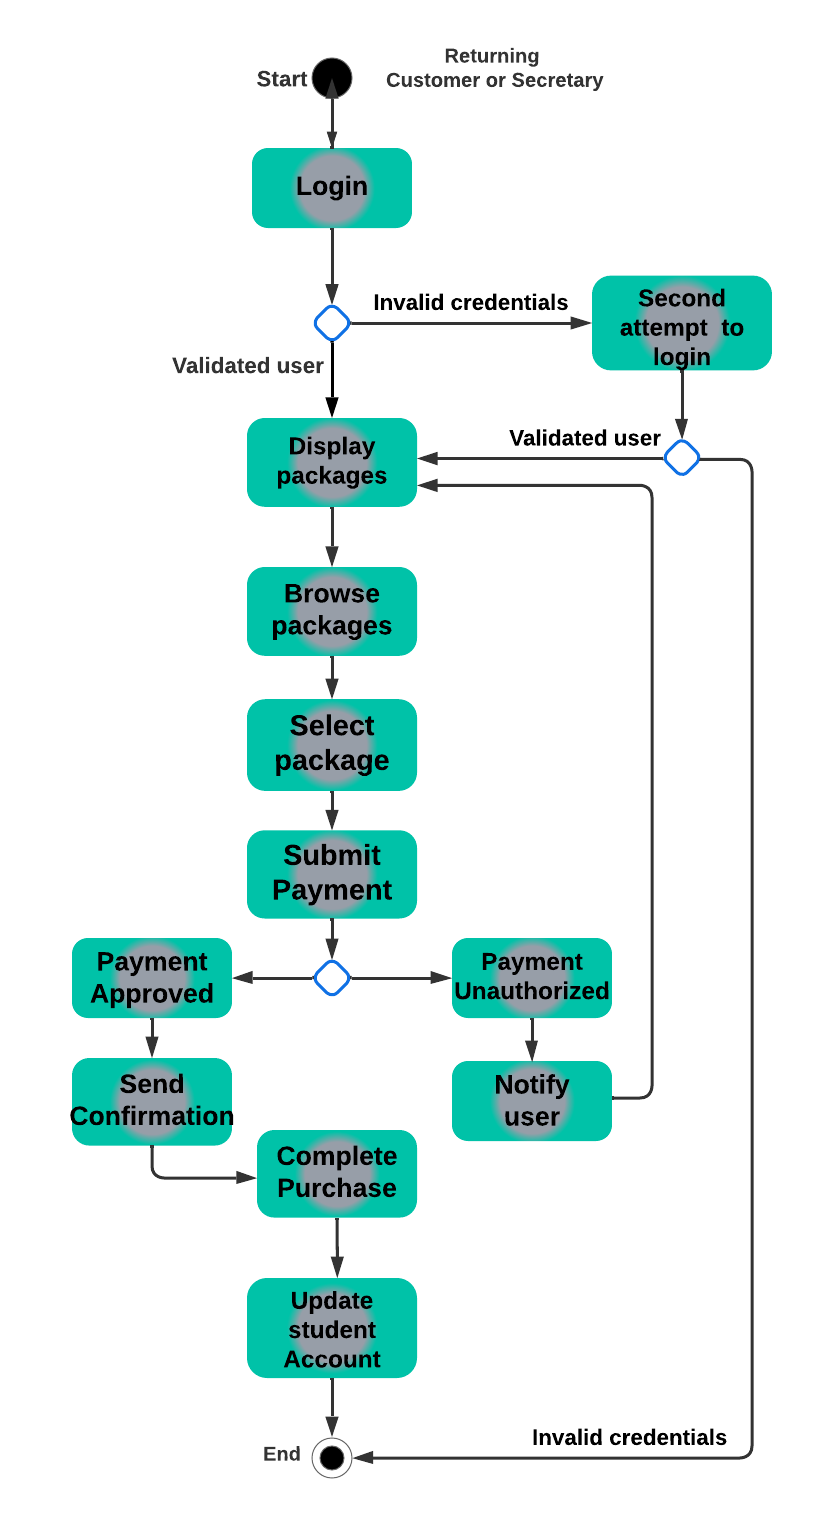 Returning
Customer or Secretary
Start
Login
Invalid credentials
Second
attempt to
login
Validated user
Validated user
Display
packages
Browse
packages
Select
package
Submit
Payment
Payment
Approved
Payment
Unauthorized
Send
Confirmation
Notify
user
Complete
Purchase
Update
student
Account
Invalid credentials
End